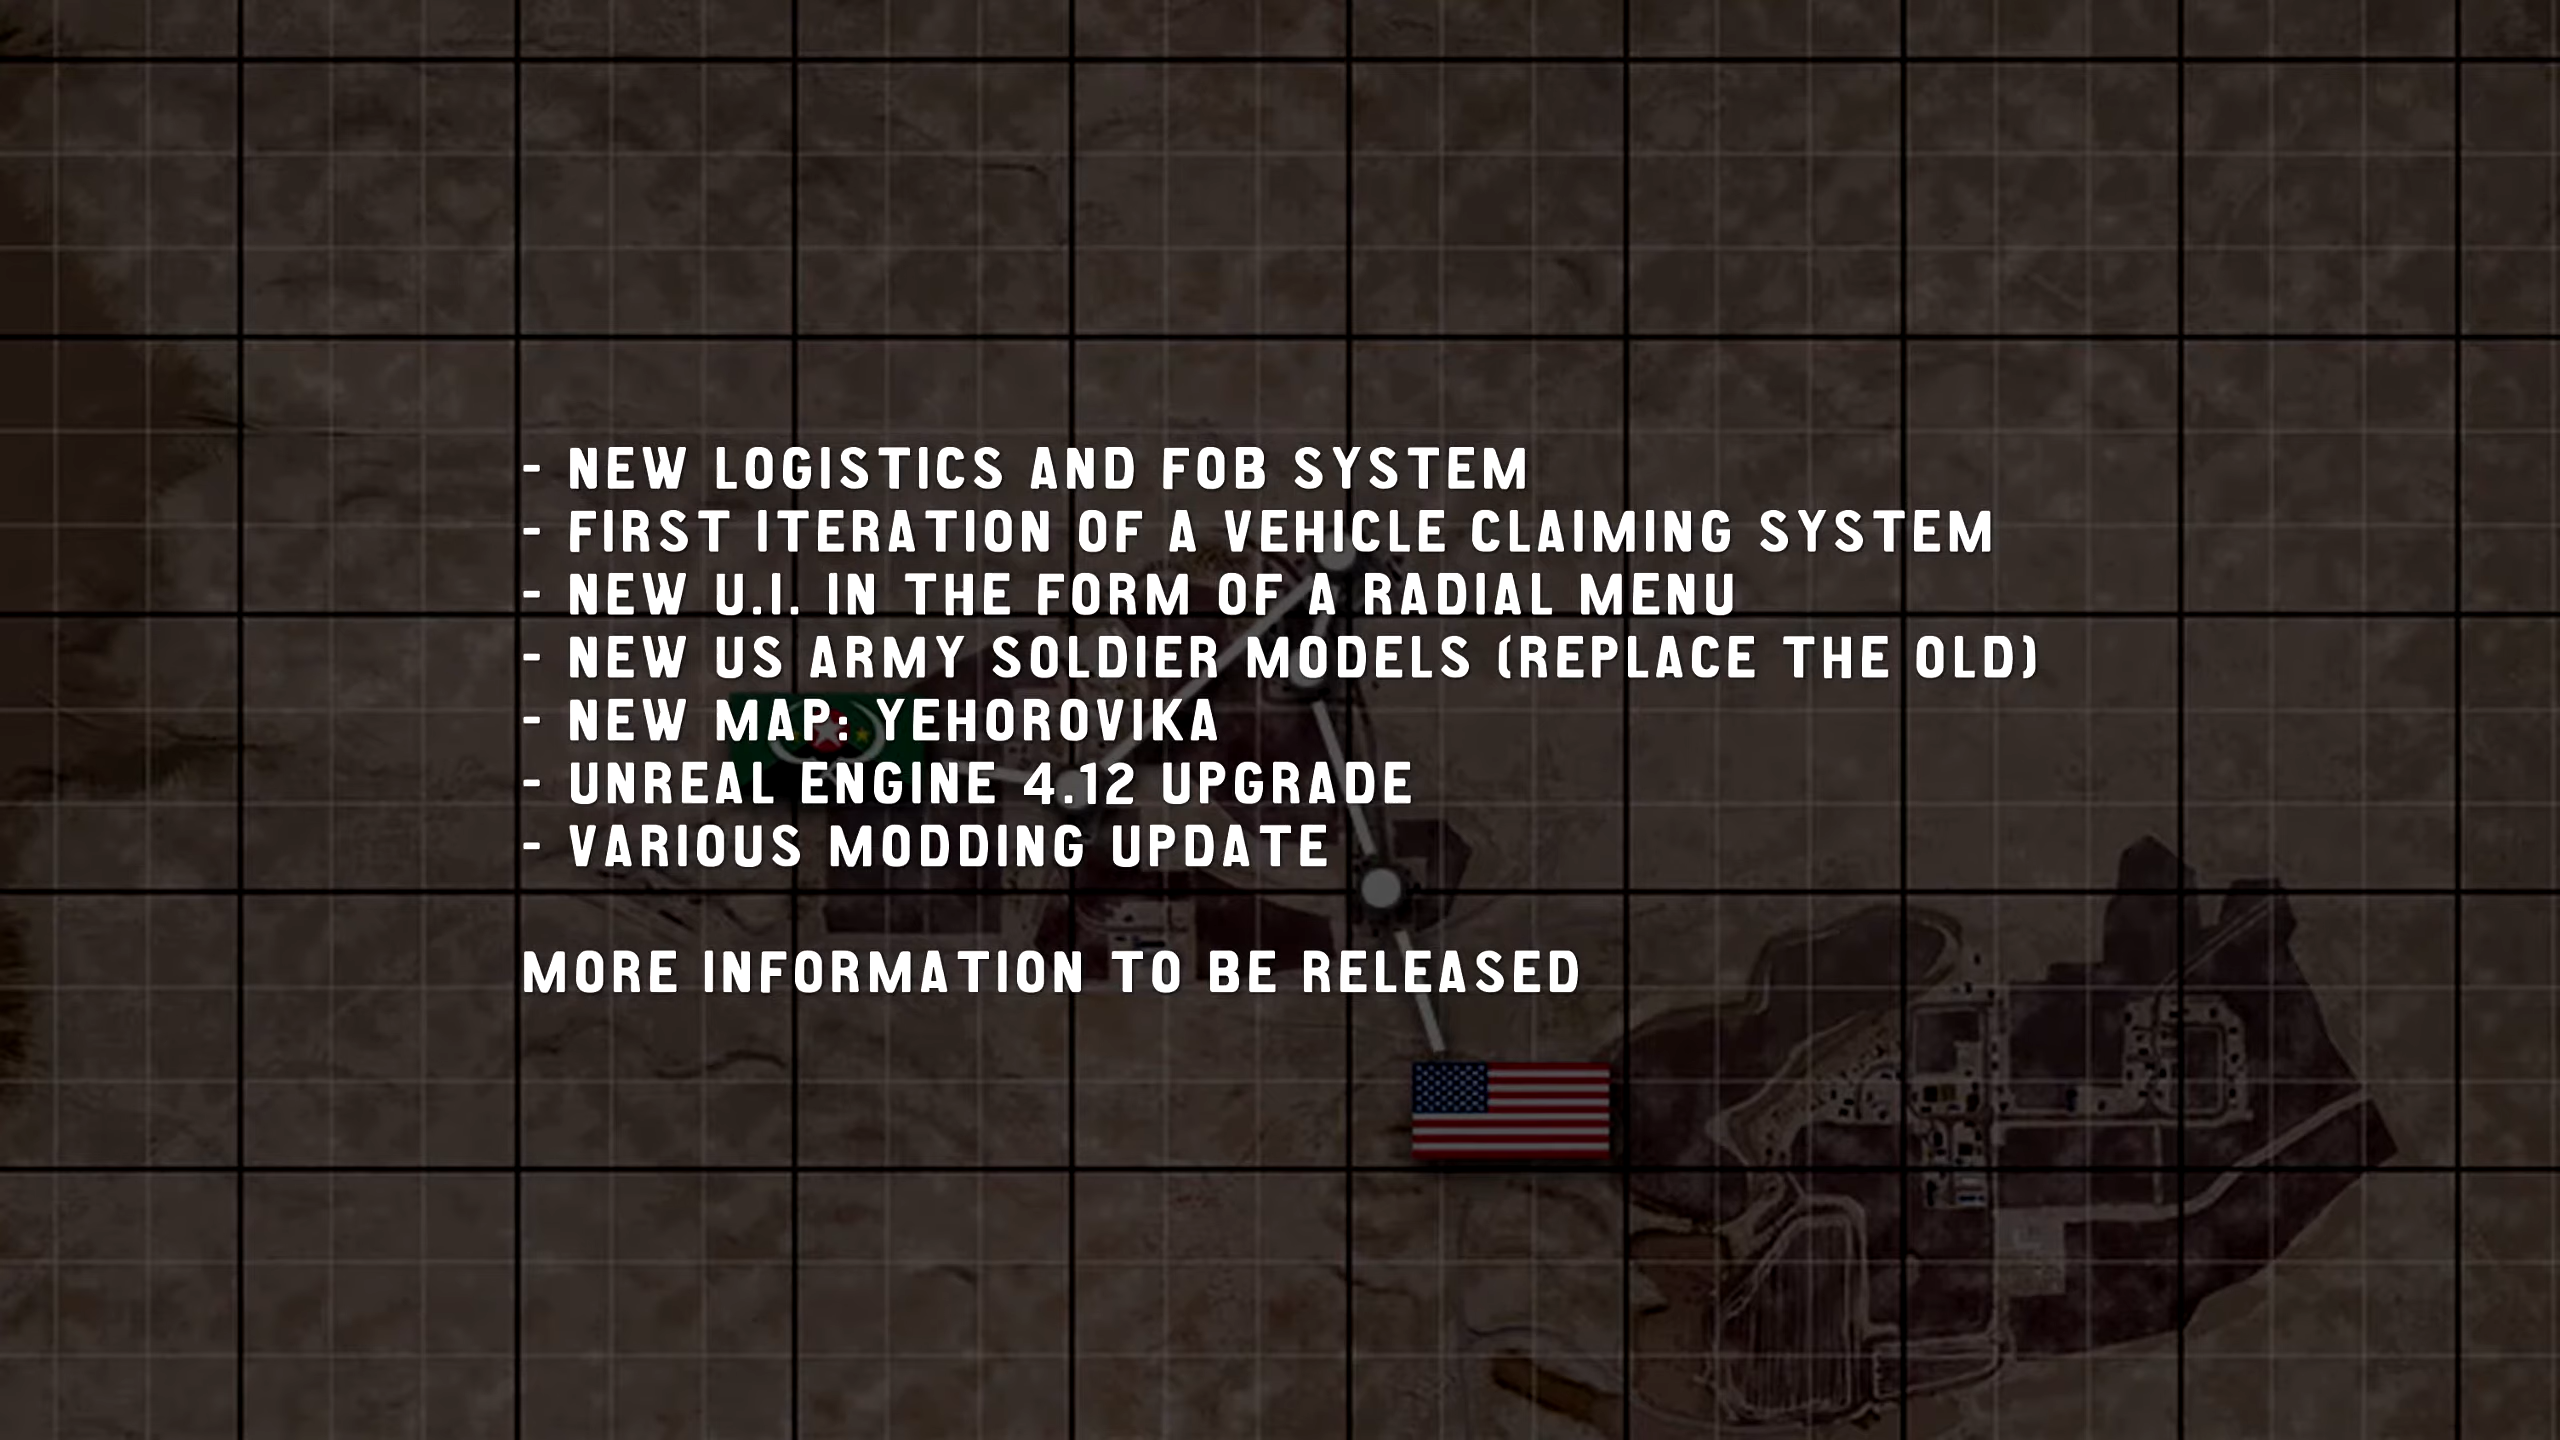 - NEW LOGISTICS AND FOB SYSTEM
- FIRST ITERATION OF A VEHICLE CLAIMING SYSTEM
- NEW U.I. IN THE FORM OF A RADIAL MENU
- NEW US ARMY SOLDIER MODELS (REPLACE THE OLD)
- NEW MAP: YEHOROVIKA
- UNREAL ENGINE 4.12 UPGRADE
- VARIOUS MODDING UPDATE
MORE INFORMATION TO BE RELEASED